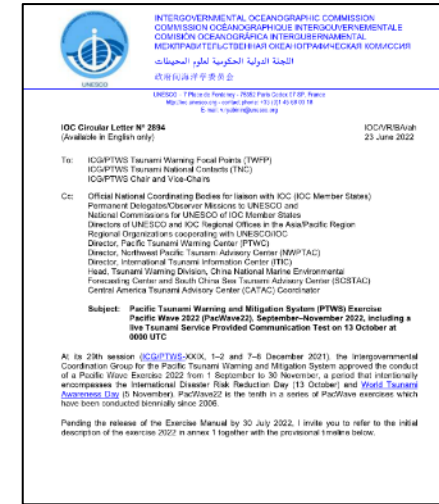 INTERGOVERNMENTAL OCEANOGRAPHIC COMMISSION
COMMISSION OCÉANOGRAPHIQUE INTERGOUVERNEMENTALE
COMISIÓN OCEANOGRÁFICA INTERGUBERNAMENTAL
МЕЖПРАВИТЕЛЬСТВЕННАЯ ОКЕАНОГРАФИЧЕСКАЯ КОМИССИЯ
اللجنة الدولية الحكومية لعلوم المحيطات
政府间海洋学委员会
UNESCO
UNESCO - 7 Place de Fontenoy - 75352 Paris Cedex 07 SP, France
IOC Circular Letter N° 2894
(Available in English only)
IOC/VR/BA/ah
23 June 2022
To: ICG/PTWS Tsunami Warning Focal Points (TWFP)
ICG/PTWS Tsunami National Contacts (TNC)
ICG/PTWS Chair and Vice-Chairs
Cc: Official National Coordinating Bodies for liaison with IOC (IOC Member States)
Permanent Delegates/Observer Missions to UNESCO and
National Commissions for UNESCO of IOC Member States
Directors of UNESCO and IOC Regional Offices in the Asia/Pacific Region
Regional Organizations cooperating with UNESCO/IOC
Director, Pacific Tsunami Warning Center (PTWC)
Director, Northwest Pacific Tsunami Advisory Center (NWPTAC)
Director, International Tsunami Information Center (ITIC)
Head, Tsunami Warning Division, China National Marine Environmental
Forecasting Center and South China Sea Tsunami Advisory Center (SCSTAC)
Central America Tsunami Advisory Center (CATAC) Coordinator
Subject: Pacific Tsunami Warning and Mitigation System (PTWS) Exercise
Pacific Wave 2022 (PacWave22), September–November 2022, including a
live Tsunami Service Provided Communication Test on 13 October at
0000 UTC
At its 29th session (ICG/PTWS-XXIX, 1–2 and 7–8 December 2021), the Intergovernmental
Coordination Group for the Pacific Tsunami Warning and Mitigation System approved the conduct
of a Pacific Wave Exercise 2022 from 1 September to 30 November, a period that intentionally
encompasses the International Disaster Risk Reduction Day (13 October) and World Tsunami
Awareness Day (5 November). PacWave22 is the tenth in a series of PacWave exercises which
have been conducted biennially since 2006.
Pending the release of the Exercise Manual by 30 July 2022, I invite you to refer to the initial
description of the exercise 2022 in annex 1 together with the provisional timeline below.